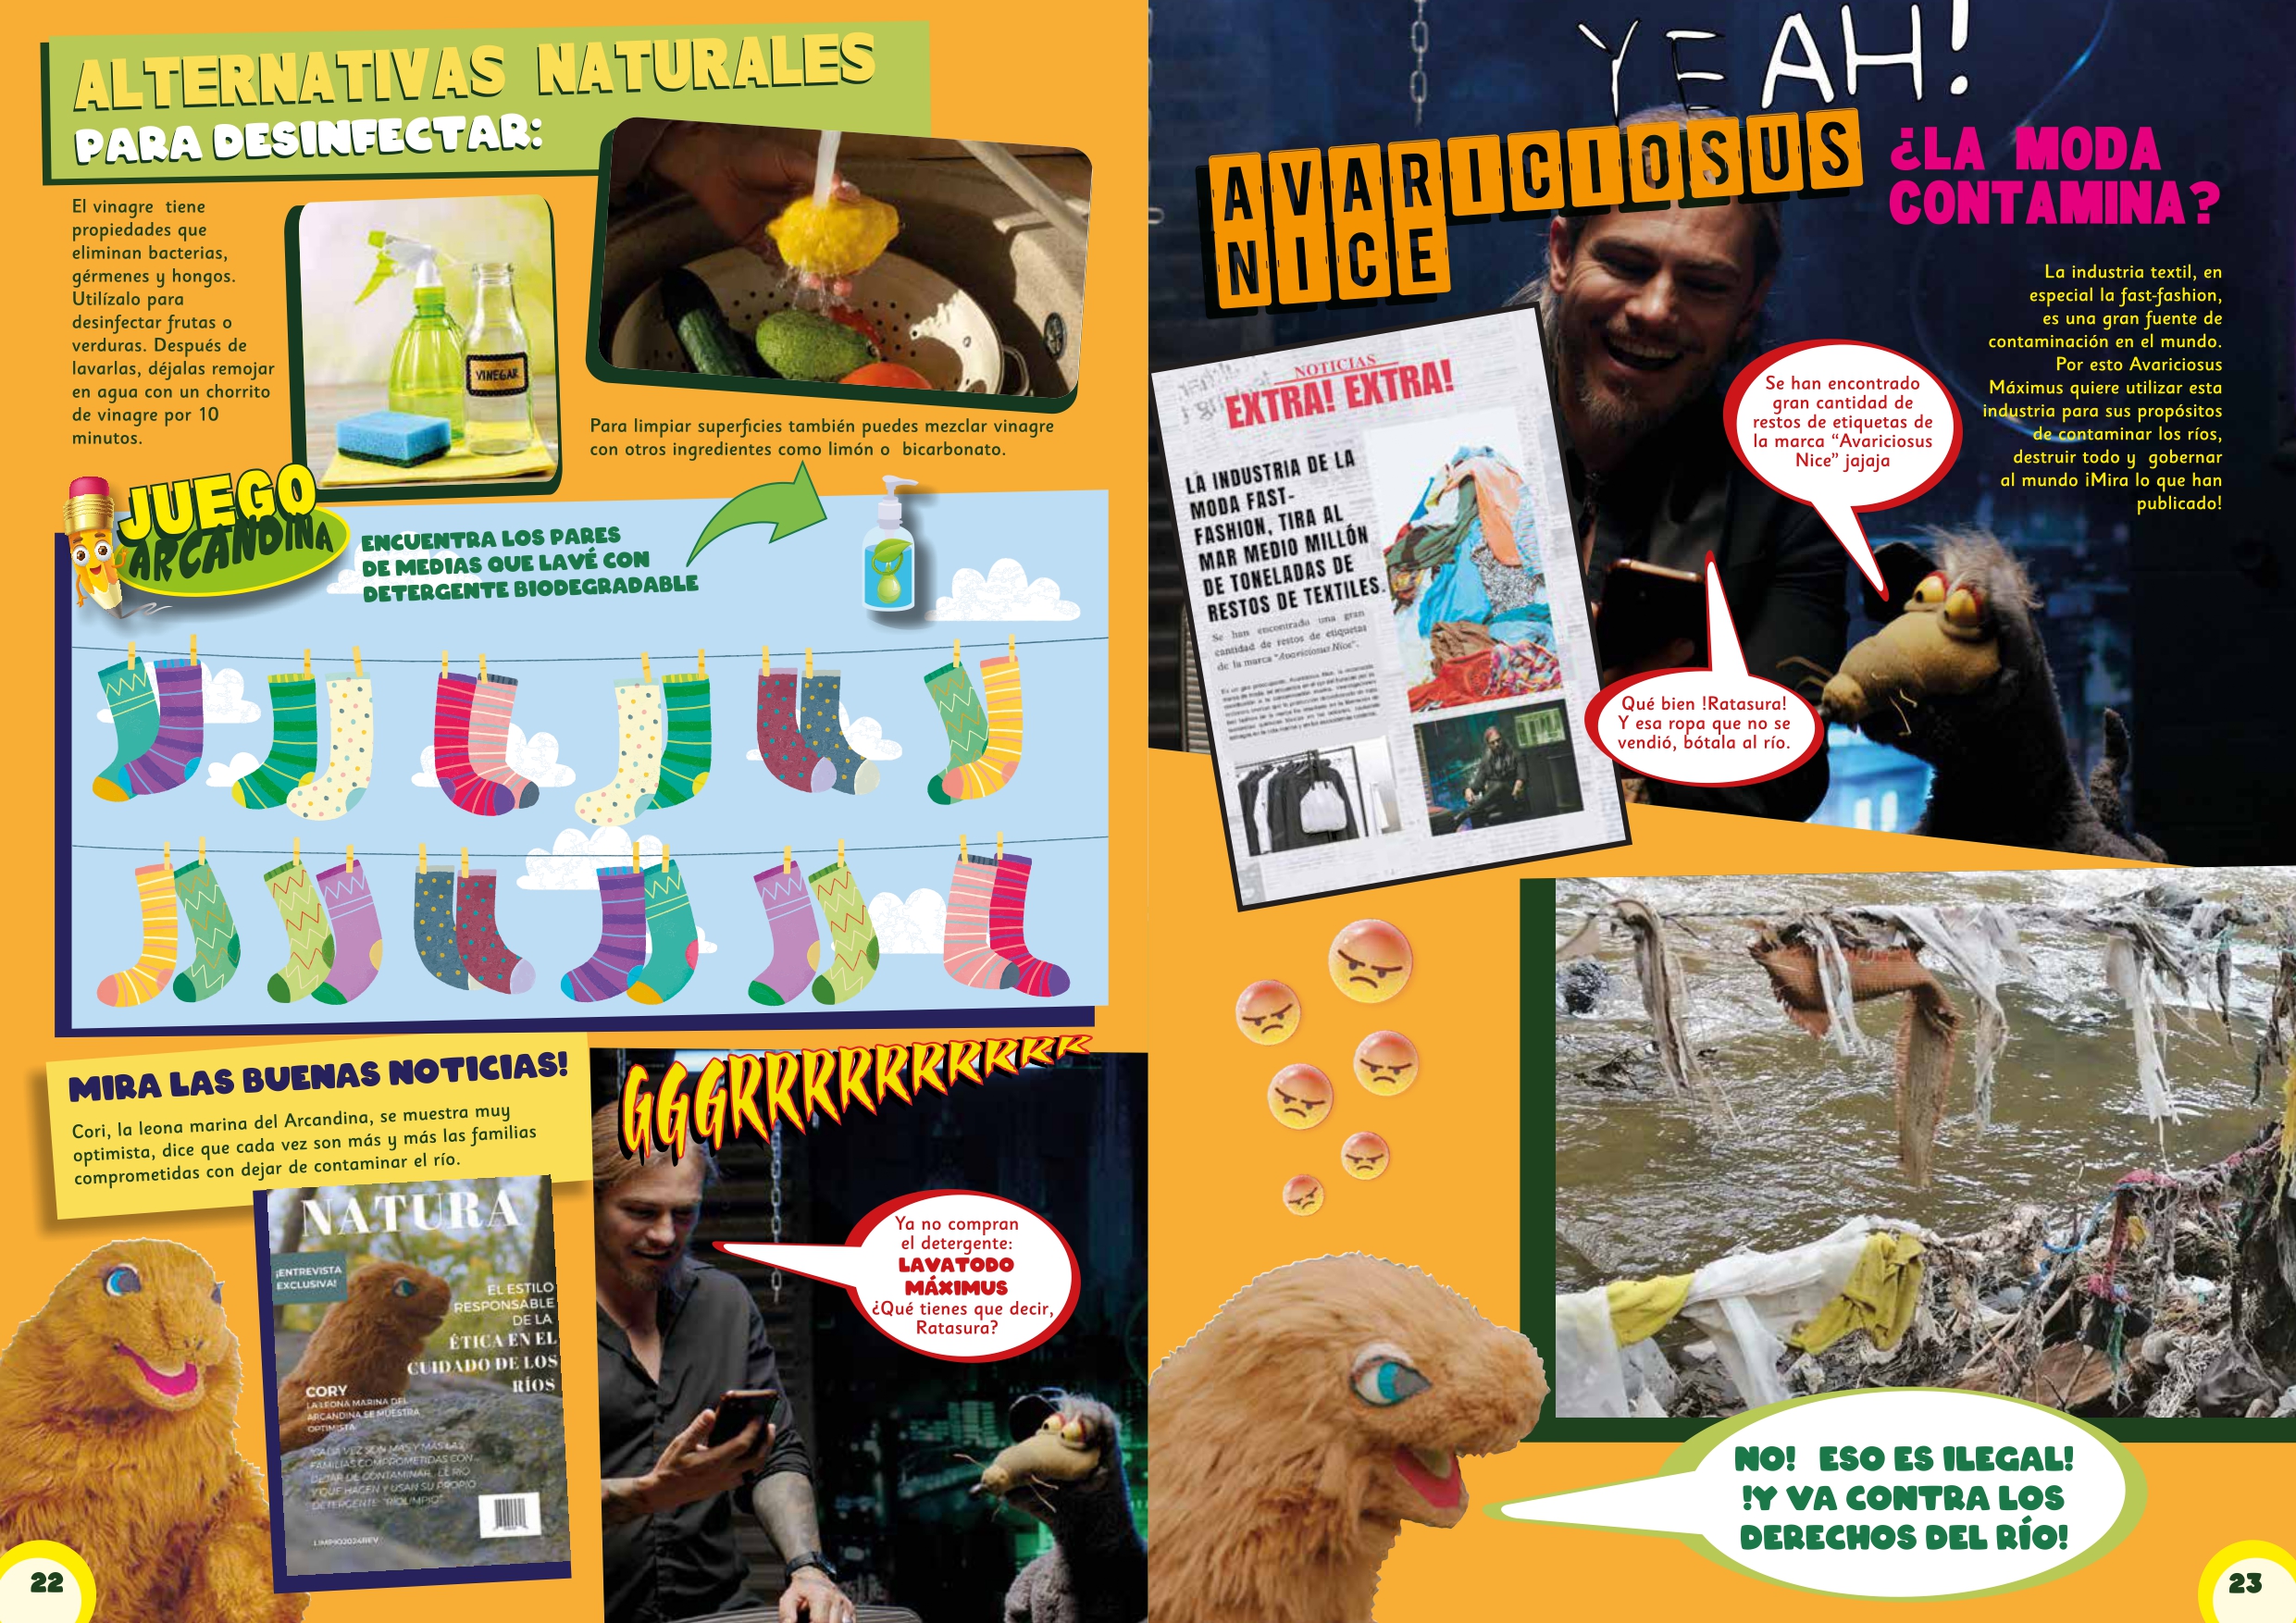 ALTERNATIVAS NATURALES
PARA DESINFECTAR:
El vinagre tiene
propiedades que
eliminan bacterias,
gérmenes y hongos.
Utilízalo para
desinfectar frutas o
verduras. Después de
lavarlas, déjalas remojar
en agua con un chorrito
de vinagre por 10
minutos.
VINEGAR
Para limpiar superficies también puedes mezclar vinagre
con otros ingredientes como limón o bicarbonato.
JUEGO
ARCANDINA
ENCUENTRA LOS PARES
DE MEDIAS QUE LAVÉ CON
DETERGENTE BIODEGRADABLE
MIRA LAS BUENAS NOTICIAS!
Cori, la leona marina del Arcandina, se muestra muy
optimista, dice que cada vez son más y más las familias
comprometidas con dejar de contaminar el río.
NATURA
¡ENTREVISTA
EXCLUSIVA!
EL ESTILO
RESPONSABLE
DE LA
ÉTICA EN EL
CUIDADO DE LOS
RÍOS
CORY
LA LEONA MARINA DEL
ARCANDINA SE MUESTRA
OPTIMISTA
"CADA VEZ SON MÁS Y MÁS LAS
FAMILIAS COMPROMETIDAS CON
DEJAR DE CONTAMINAR EL RÍO
Y QUE HACEN Y USAN SU PROPIO
DETERGENTE: "RIOLIMPIO"
LIMPIO2024REV
GGGRRRRRRRRRRR
Ya no compran
el detergente:
LAVATODO
MÁXIMUS
¿Qué tienes que decir,
Ratasura?
22
YEAH!
AVARICIOSUS
NICE
¿LA MODA
CONTAMINA?
La industria textil, en
especial la fast-fashion,
es una gran fuente de
contaminación en el mundo.
Por esto Avariciosus
Máximus quiere utilizar esta
industria para sus propósitos
de contaminar los ríos,
destruir todo y gobernar
al mundo ¡Mira lo que han
publicado!
NOTICIAS
EXTRA! EXTRA!
LA INDUSTRIA DE LA
MODA FAST-
FASHION, TIRA AL
MAR MEDIO MILLÓN
DE TONELADAS DE
RESTOS DE TEXTILES.
Se han encontrado una gran
cantidad de restos de etiquetas
de la marca "Avariciosus Nice".
Se han encontrado
gran cantidad de
restos de etiquetas de
la marca “Avariciosus
Nice” jajaja
Qué bien !Ratasura!
Y esa ropa que no se
vendió, bótala al río.
NO! ESO ES ILEGAL!
!Y VA CONTRA LOS
DERECHOS DEL RÍO!
23